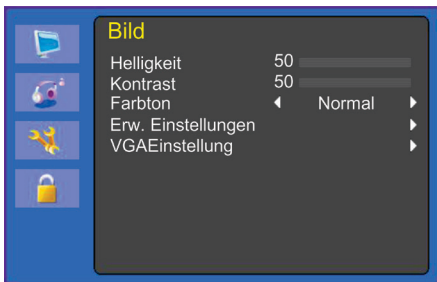 Bild
Helligkeit 50
Kontrast 50
Farbton Normal
Erw. Einstellungen
VGAEinstellung